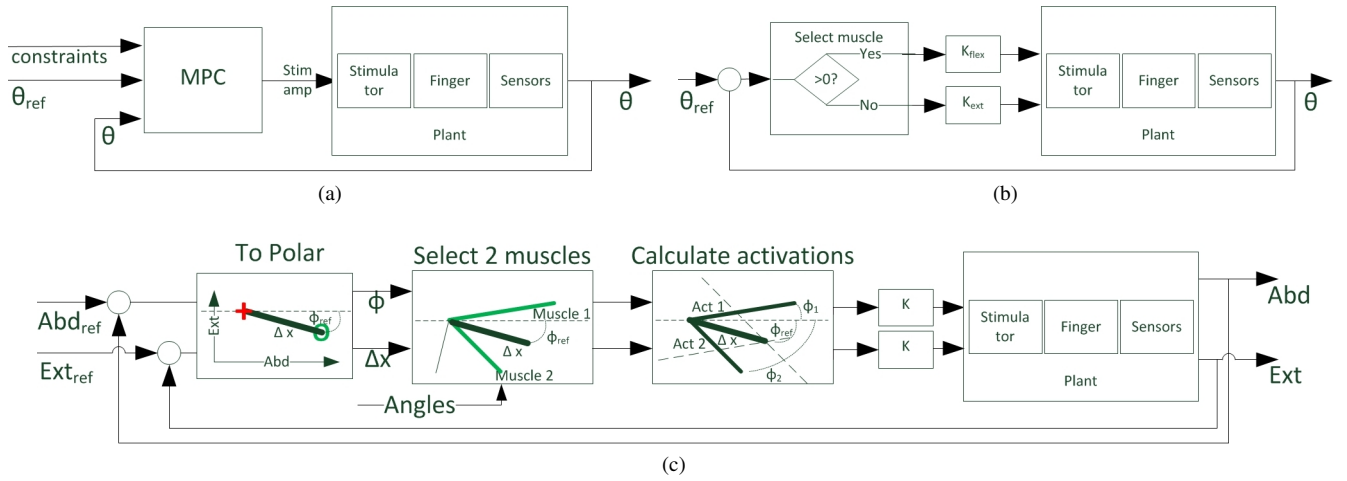 constraints
θref
θ
MPC
Stim
amp
Stimula
tor
Finger
Sensors
Plant
θ
(a)
θref
Select muscle
>0?
Yes
No
Kflex
Kext
Stimula
tor
Finger
Sensors
Plant
θ
(b)
To Polar
Select 2 muscles
Calculate activations
Abdref
Extref
Ext
Abd
Δ x
ϕref
ϕ
Δx
Muscle 1
Δ x
ϕref
Muscle 2
Angles
Act 1
Act 2
Δ x
ϕref
ϕ1
ϕ2
K
K
Stimula
tor
Finger
Sensors
Plant
Abd
Ext
(c)